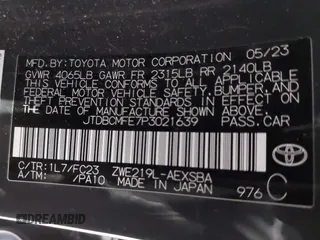 MFD.BY:TOYOTA MOTOR CORPORATION 05/23
GVWR 4065LB GAWR FR 2315LB RR 2140LB
THIS VEHICLE CONFORMS TO ALL APPLICABLE
FEDERAL MOTOR VEHICLE SAFETY, BUMPER, AND
THEFT PREVENTION STANDARDS IN EFFECT ON
THE DATE OF MANUFACTURE SHOWN ABOVE.
JTDBCMFE7P3021639 PASS.CAR
C/TR:1L7/FC23 ZWE219L-AEXSBA
A/TM: /PA10 MADE IN JAPAN 976 C
TOYOTA
DREAMBID